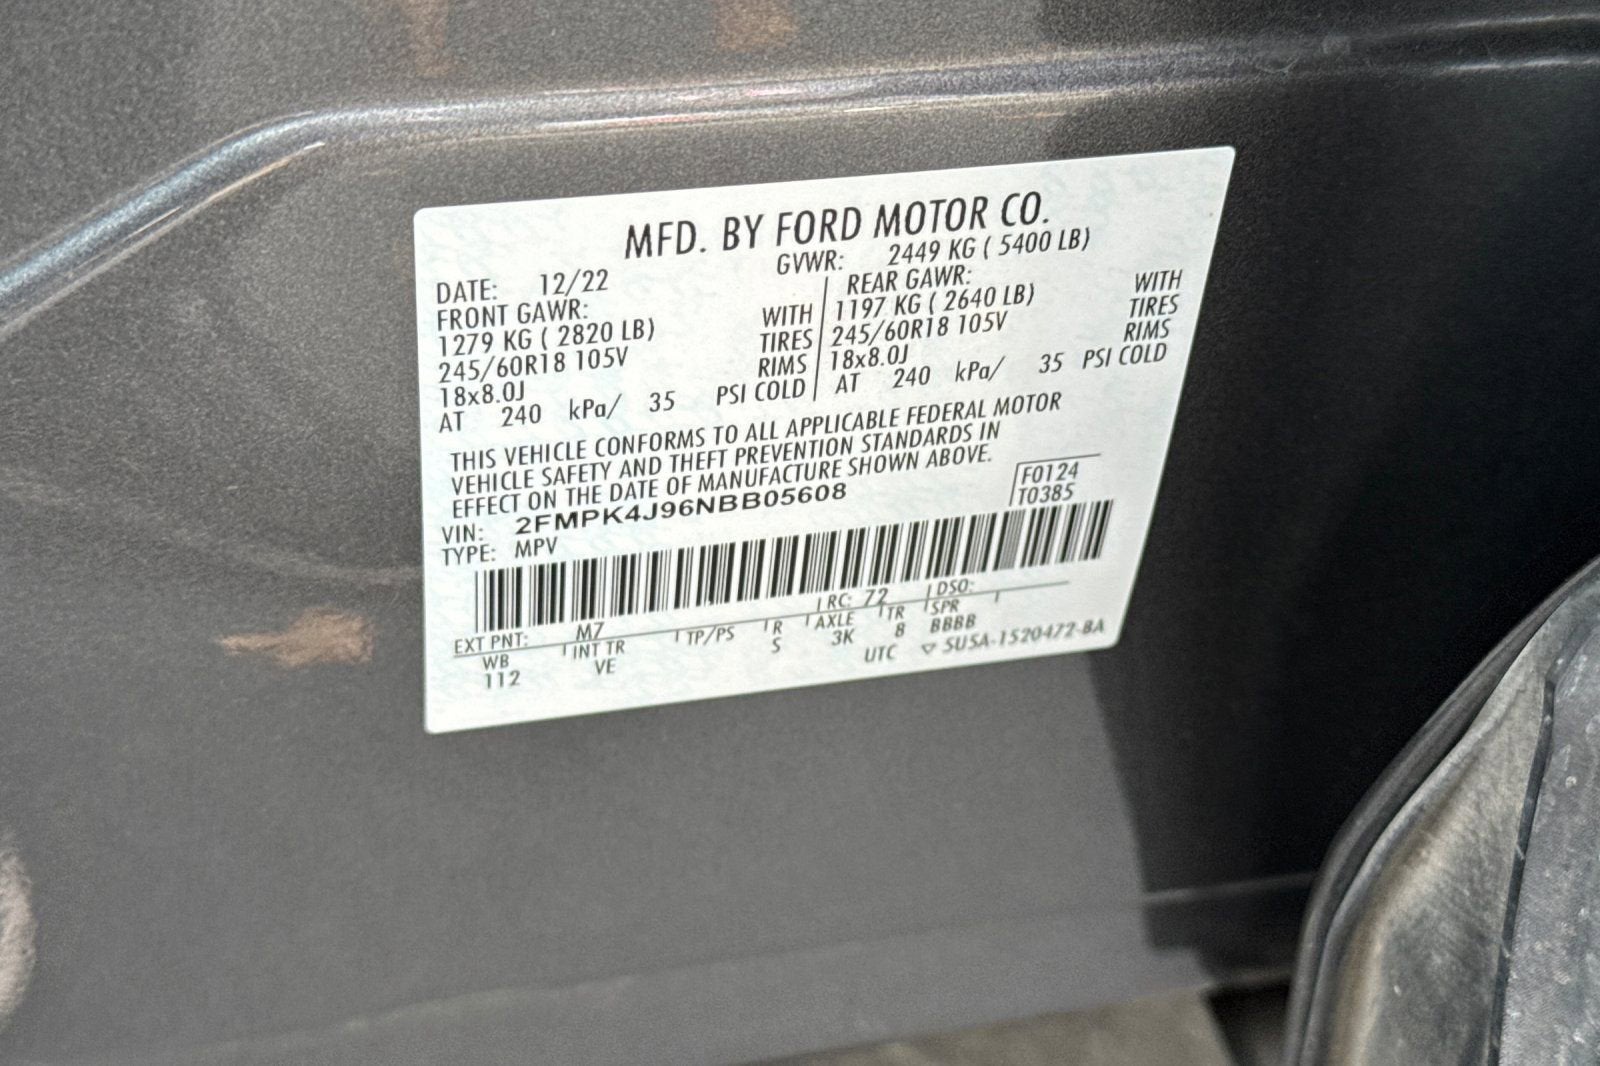 MFD. BY FORD MOTOR CO.
DATE: 12/22 GVWR: 2449 KG ( 5400 LB)
FRONT GAWR: REAR GAWR:
1279 KG ( 2820 LB) WITH 1197 KG ( 2640 LB) WITH
245/60R18 105V TIRES 245/60R18 105V TIRES
18x8.0J RIMS 18x8.0J RIMS
AT 240 kPa/ 35 PSI COLD AT 240 kPa/ 35 PSI COLD
THIS VEHICLE CONFORMS TO ALL APPLICABLE FEDERAL MOTOR
VEHICLE SAFETY AND THEFT PREVENTION STANDARDS IN
EFFECT ON THE DATE OF MANUFACTURE SHOWN ABOVE.
VIN: 2FMPK4J96NBB05608 F0124
TYPE: MPV T0385
EXT PNT: M7 RC: 72 DSO:
WB INT TR TP/PS R AXLE TR SPR
112 VE S 3K 8 BBBB
UTC ▽ SU5A-1520472-BA